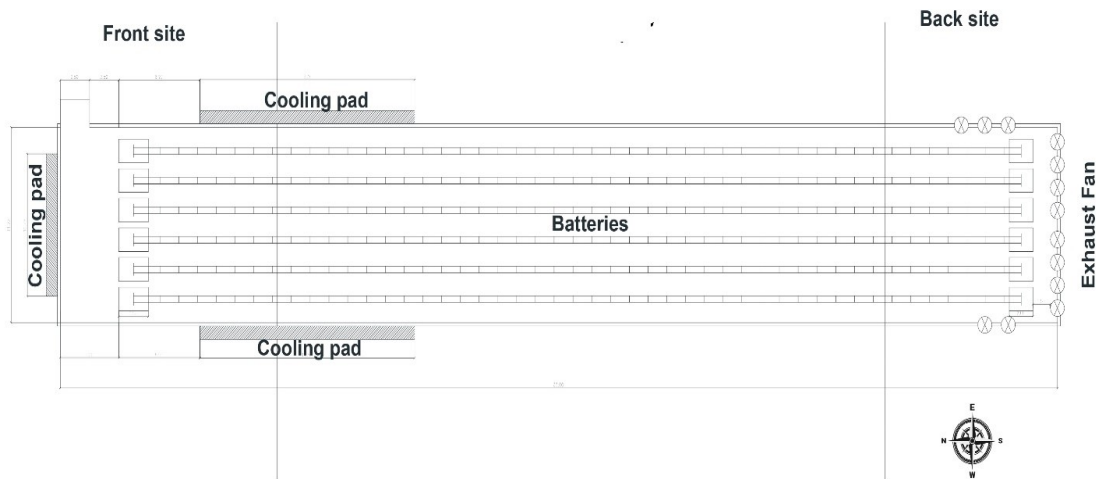 Front site
Back site
Cooling pad
Cooling pad
Batteries
Exhaust Fan
Cooling pad
E
N
S
W